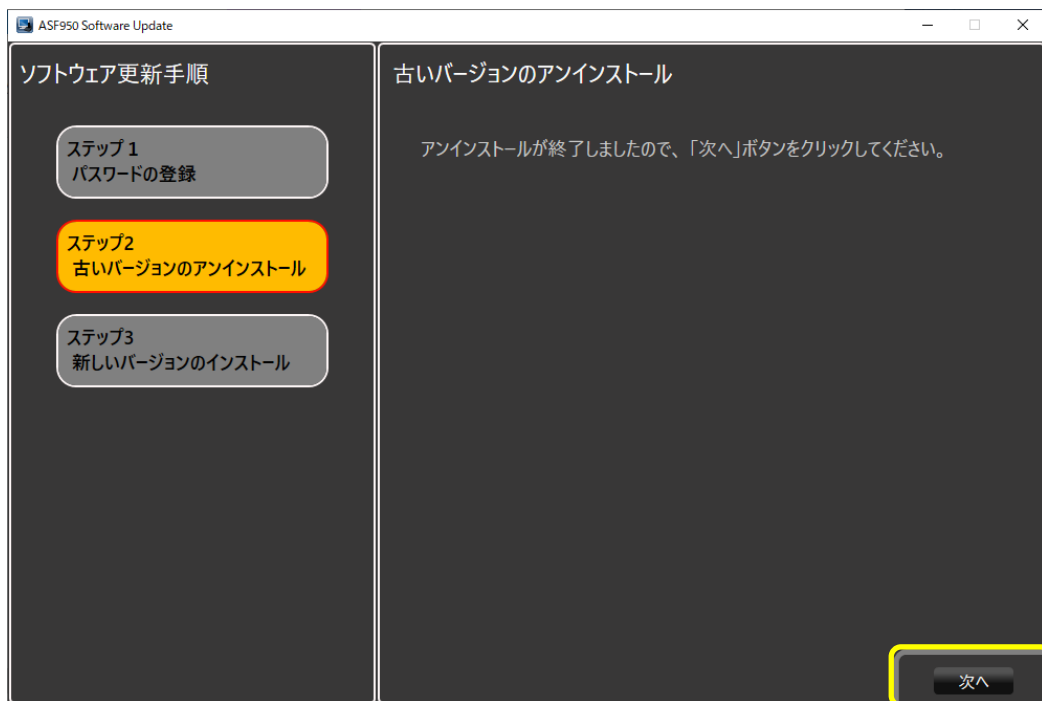 ASF950 Software Update
ソフトウェア更新手順
ステップ 1
パスワードの登録
ステップ2
古いバージョンのアンインストール
ステップ3
新しいバージョンのインストール
古いバージョンのアンインストール
アンインストールが終了しましたので、「次へ」ボタンをクリックしてください。
次へ